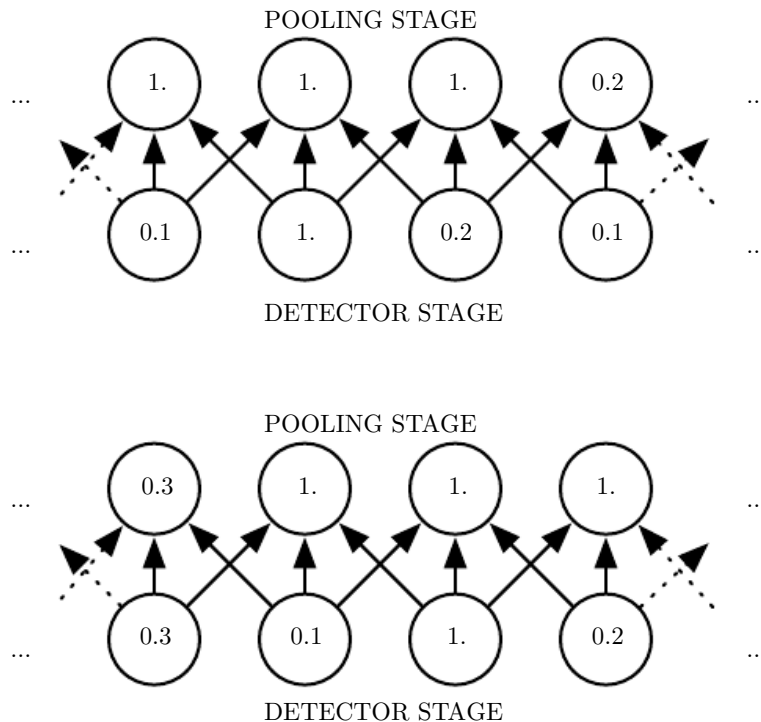 POOLING STAGE
... 1. 1. 1. 0.2 ..
... 0.1 1. 0.2 0.1 ..
DETECTOR STAGE
POOLING STAGE
... 0.3 1. 1. 1. ..
... 0.3 0.1 1. 0.2 ..
DETECTOR STAGE